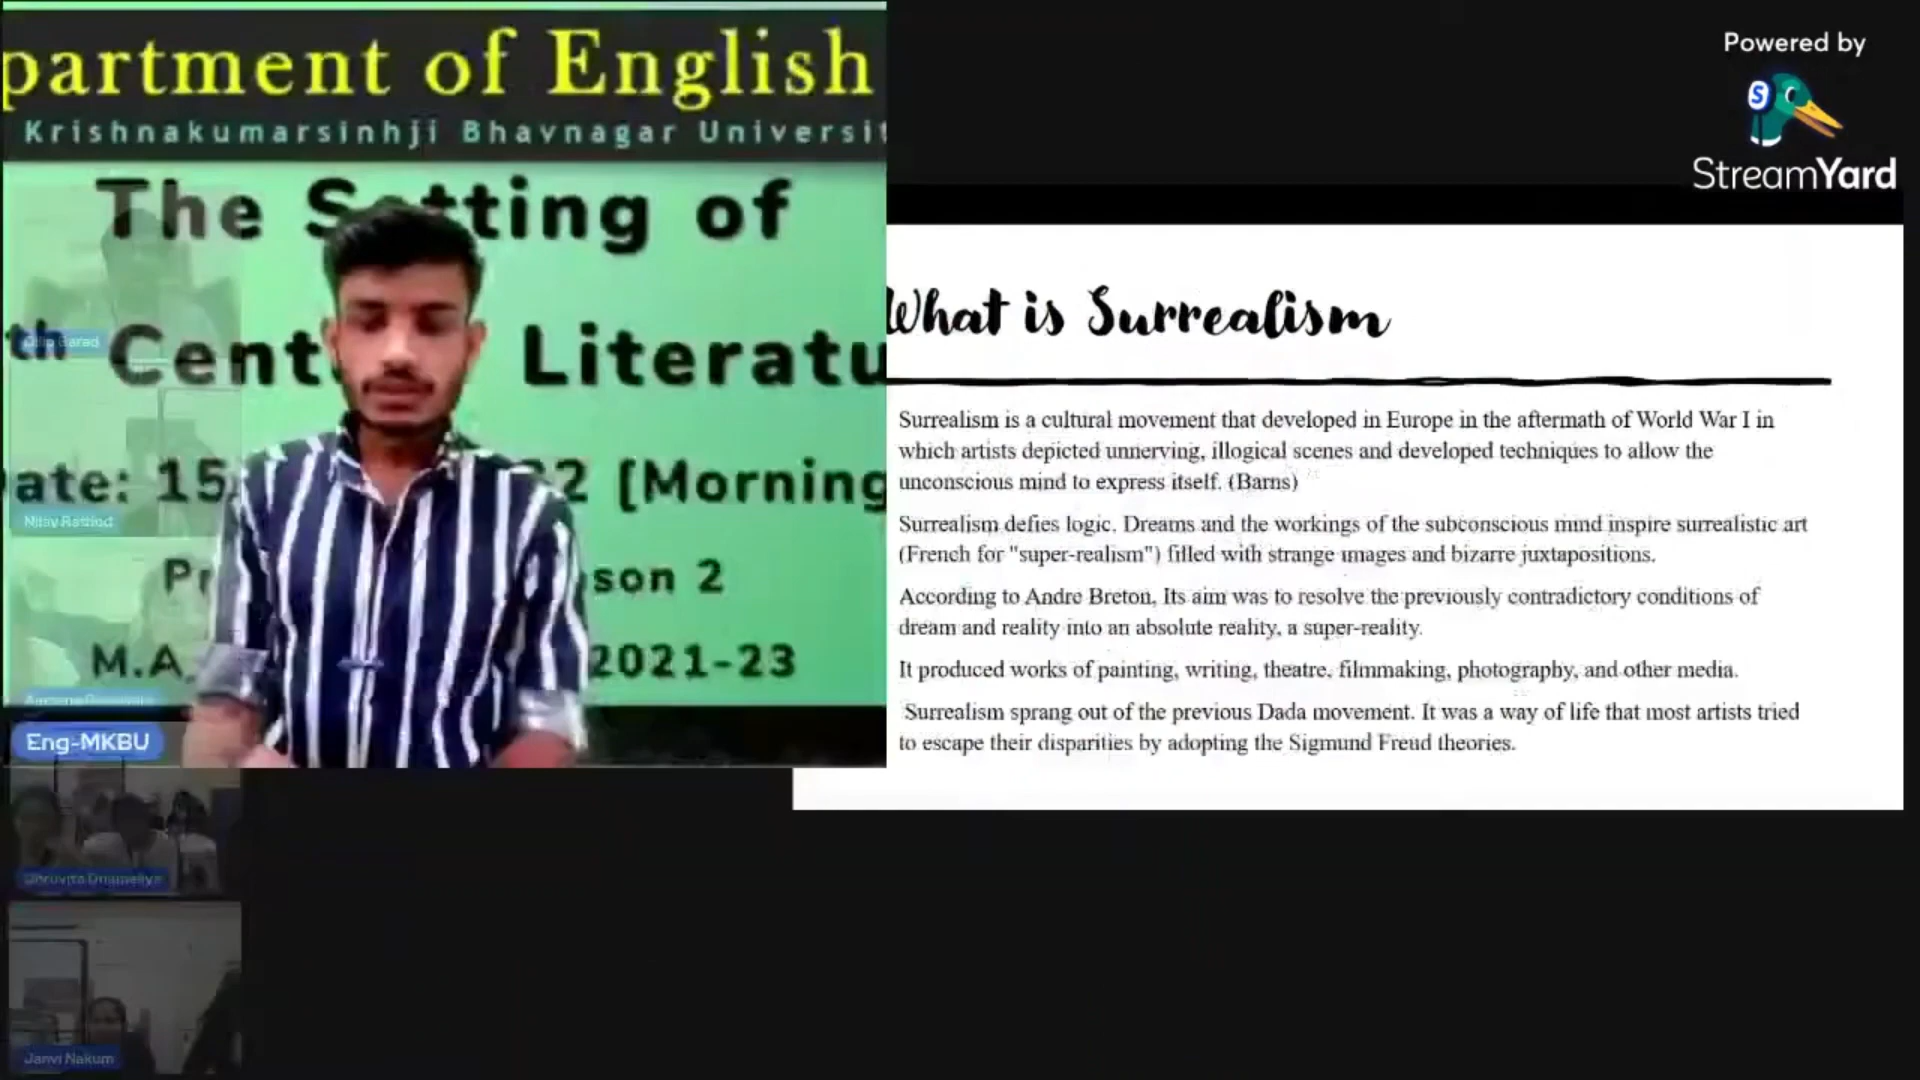 partment of English
Krishnakumarsinhji Bhavnagar Universit
The Setting of
th Cent Literatu
ate: 15 2 [Morning
son 2
M.A. 2021-23
Dilip Barad
Nilay Rathod
Eng-MKBU
Dhruvita Dhameliya
Janvi Nakum
Powered by
S
StreamYard
What is Surrealism
Surrealism is a cultural movement that developed in Europe in the aftermath of World War I in
which artists depicted unnerving, illogical scenes and developed techniques to allow the
unconscious mind to express itself. (Barns)
Surrealism defies logic. Dreams and the workings of the subconscious mind inspire surrealistic art
(French for "super-realism") filled with strange images and bizarre juxtapositions.
According to Andre Breton, Its aim was to resolve the previously contradictory conditions of
dream and reality into an absolute reality, a super-reality.
It produced works of painting, writing, theatre, filmmaking, photography, and other media.
Surrealism sprang out of the previous Dada movement. It was a way of life that most artists tried
to escape their disparities by adopting the Sigmund Freud theories.